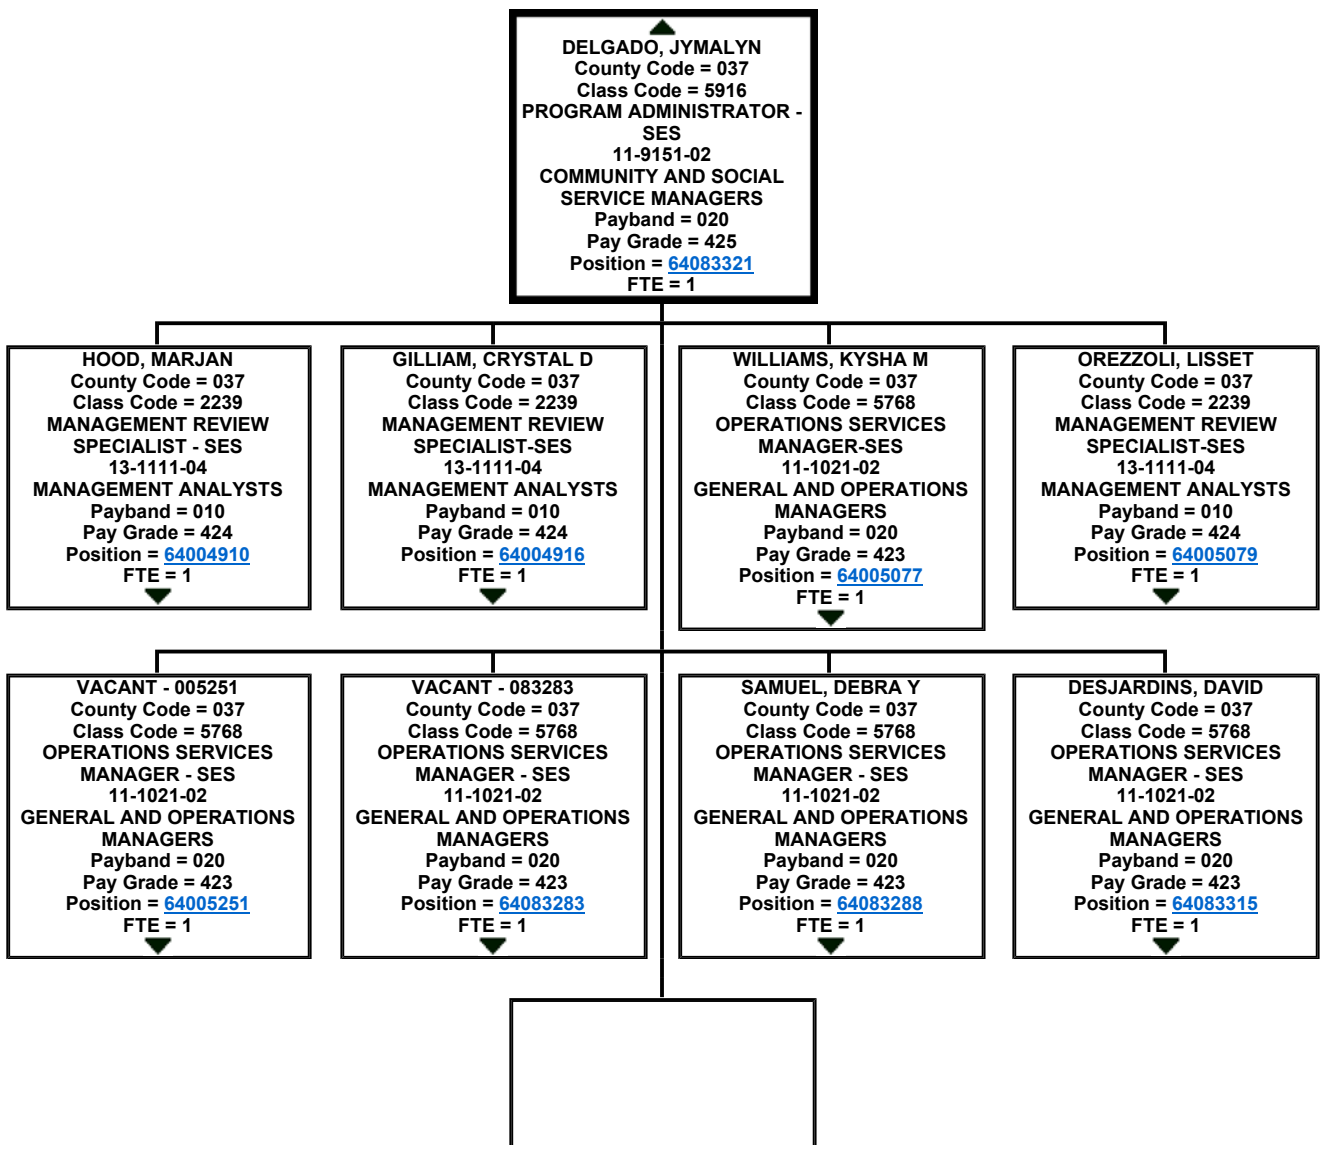 DELGADO, JYMALYN
County Code = 037
Class Code = 5916
PROGRAM ADMINISTRATOR -
SES
11-9151-02
COMMUNITY AND SOCIAL
SERVICE MANAGERS
Payband = 020
Pay Grade = 425
Position = 64083321
FTE = 1
HOOD, MARJAN
County Code = 037
Class Code = 2239
MANAGEMENT REVIEW
SPECIALIST - SES
13-1111-04
MANAGEMENT ANALYSTS
Payband = 010
Pay Grade = 424
Position = 64004910
FTE = 1
GILLIAM, CRYSTAL D
County Code = 037
Class Code = 2239
MANAGEMENT REVIEW
SPECIALIST-SES
13-1111-04
MANAGEMENT ANALYSTS
Payband = 010
Pay Grade = 424
Position = 64004916
FTE = 1
WILLIAMS, KYSHA M
County Code = 037
Class Code = 5768
OPERATIONS SERVICES
MANAGER-SES
11-1021-02
GENERAL AND OPERATIONS
MANAGERS
Payband = 020
Pay Grade = 423
Position = 64005077
FTE = 1
OREZZOLI, LISSET
County Code = 037
Class Code = 2239
MANAGEMENT REVIEW
SPECIALIST-SES
13-1111-04
MANAGEMENT ANALYSTS
Payband = 010
Pay Grade = 424
Position = 64005079
FTE = 1
VACANT - 005251
County Code = 037
Class Code = 5768
OPERATIONS SERVICES
MANAGER - SES
11-1021-02
GENERAL AND OPERATIONS
MANAGERS
Payband = 020
Pay Grade = 423
Position = 64005251
FTE = 1
VACANT - 083283
County Code = 037
Class Code = 5768
OPERATIONS SERVICES
MANAGER - SES
11-1021-02
GENERAL AND OPERATIONS
MANAGERS
Payband = 020
Pay Grade = 423
Position = 64083283
FTE = 1
SAMUEL, DEBRA Y
County Code = 037
Class Code = 5768
OPERATIONS SERVICES
MANAGER - SES
11-1021-02
GENERAL AND OPERATIONS
MANAGERS
Payband = 020
Pay Grade = 423
Position = 64083288
FTE = 1
DESJARDINS, DAVID
County Code = 037
Class Code = 5768
OPERATIONS SERVICES
MANAGER - SES
11-1021-02
GENERAL AND OPERATIONS
MANAGERS
Payband = 020
Pay Grade = 423
Position = 64083315
FTE = 1